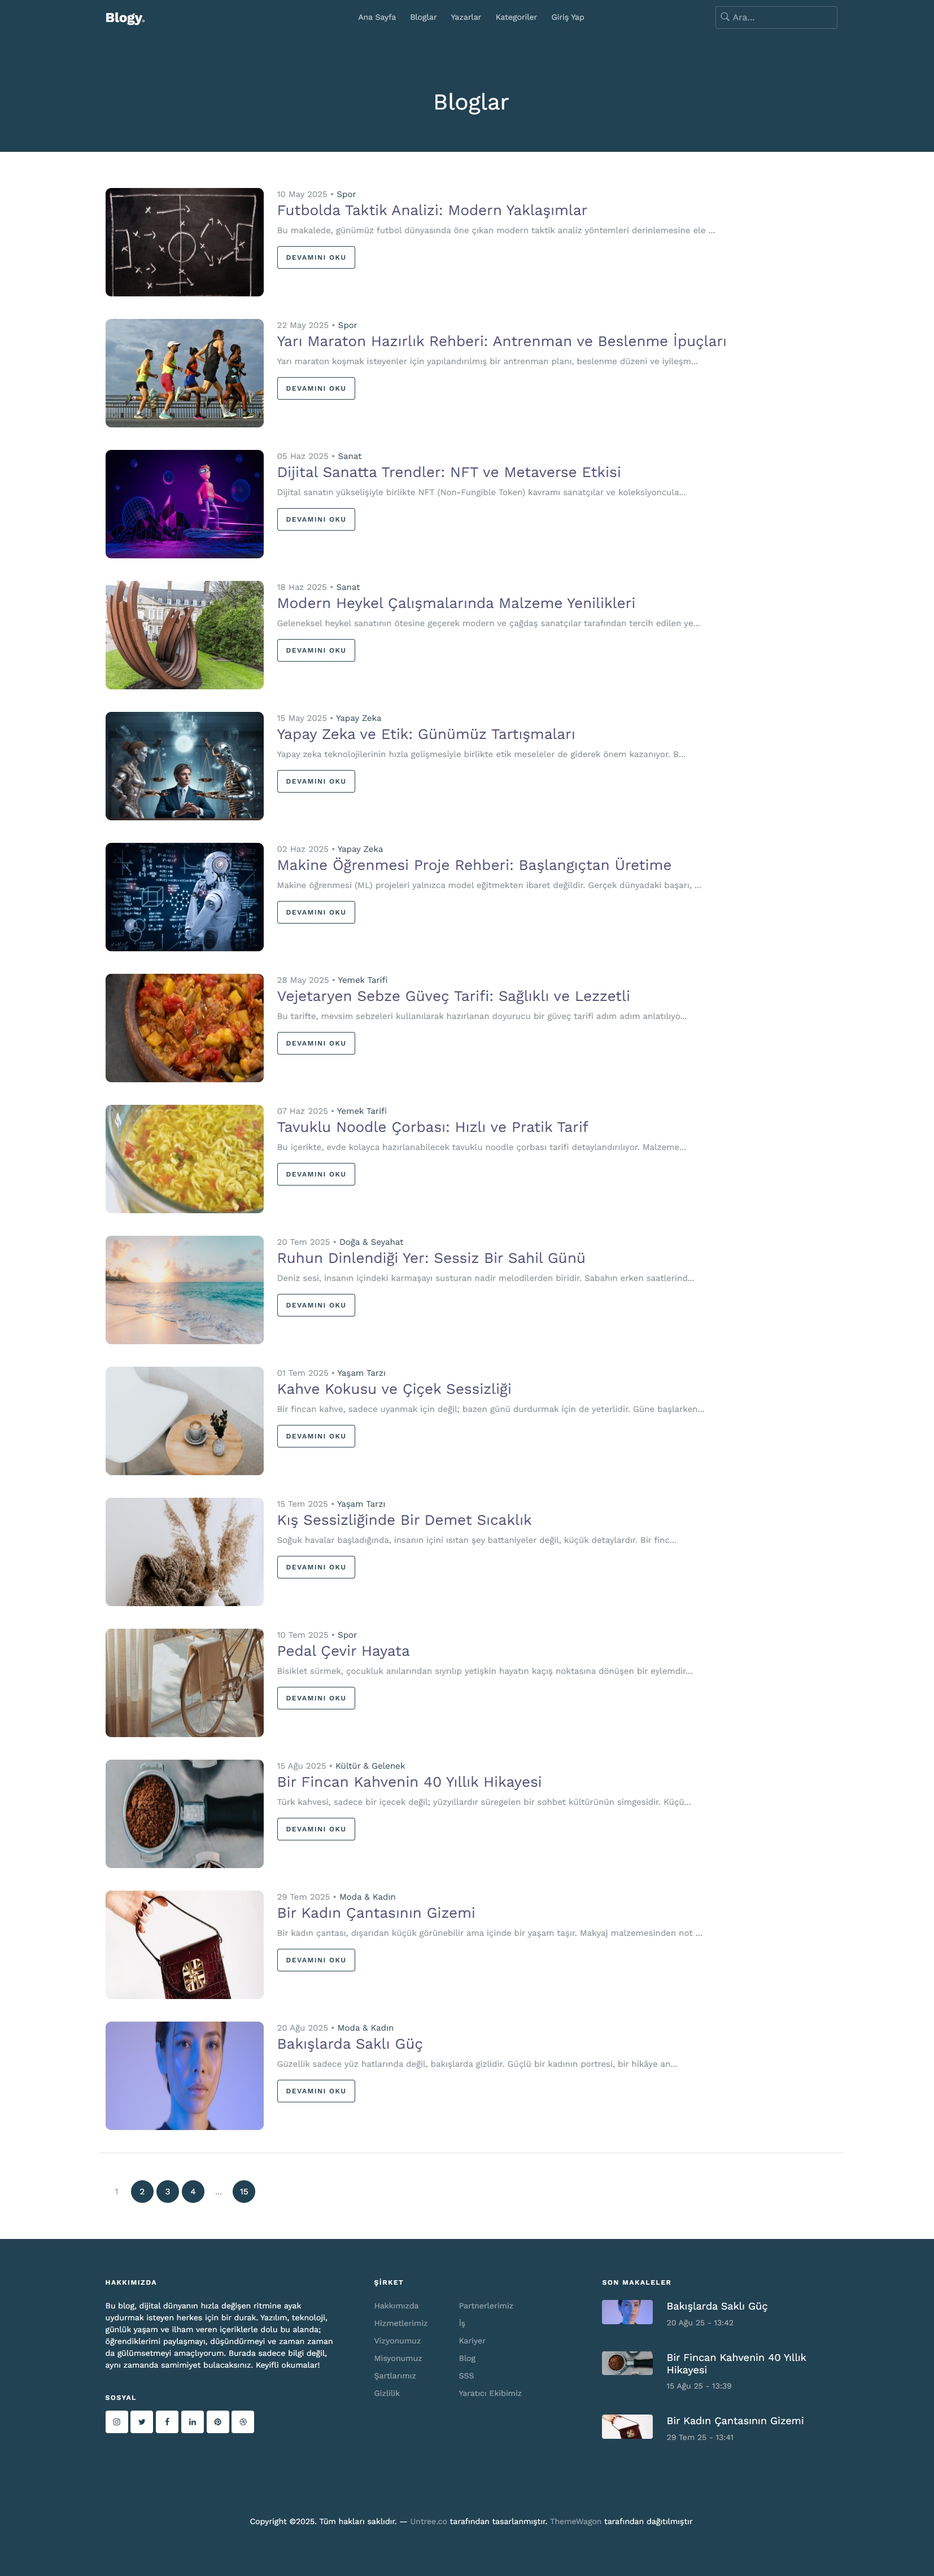 Blogy.
Ana Sayfa Bloglar Yazarlar Kategoriler Giriş Yap
Ara...
Bloglar
10 May 2025 • Spor
Futbolda Taktik Analizi: Modern Yaklaşımlar
Bu makalede, günümüz futbol dünyasında öne çıkan modern taktik analiz yöntemleri derinlemesine ele ...
DEVAMINI OKU
22 May 2025 • Spor
Yarı Maraton Hazırlık Rehberi: Antrenman ve Beslenme İpuçları
Yarı maraton koşmak isteyenler için yapılandırılmış bir antrenman planı, beslenme düzeni ve iyileşm...
DEVAMINI OKU
05 Haz 2025 • Sanat
Dijital Sanatta Trendler: NFT ve Metaverse Etkisi
Dijital sanatın yükselişiyle birlikte NFT (Non-Fungible Token) kavramı sanatçılar ve koleksiyoncula...
DEVAMINI OKU
18 Haz 2025 • Sanat
Modern Heykel Çalışmalarında Malzeme Yenilikleri
Geleneksel heykel sanatının ötesine geçerek modern ve çağdaş sanatçılar tarafından tercih edilen ye...
DEVAMINI OKU
15 May 2025 • Yapay Zeka
Yapay Zeka ve Etik: Günümüz Tartışmaları
Yapay zeka teknolojilerinin hızla gelişmesiyle birlikte etik meseleler de giderek önem kazanıyor. B...
DEVAMINI OKU
02 Haz 2025 • Yapay Zeka
Makine Öğrenmesi Proje Rehberi: Başlangıçtan Üretime
Makine öğrenmesi (ML) projeleri yalnızca model eğitmekten ibaret değildir. Gerçek dünyadaki başarı, ...
DEVAMINI OKU
28 May 2025 • Yemek Tarifi
Vejetaryen Sebze Güveç Tarifi: Sağlıklı ve Lezzetli
Bu tarifte, mevsim sebzeleri kullanılarak hazırlanan doyurucu bir güveç tarifi adım adım anlatılıyo...
DEVAMINI OKU
07 Haz 2025 • Yemek Tarifi
Tavuklu Noodle Çorbası: Hızlı ve Pratik Tarif
Bu içerikte, evde kolayca hazırlanabilecek tavuklu noodle çorbası tarifi detaylandırılıyor. Malzeme...
DEVAMINI OKU
20 Tem 2025 • Doğa & Seyahat
Ruhun Dinlendiği Yer: Sessiz Bir Sahil Günü
Deniz sesi, insanın içindeki karmaşayı susturan nadir melodilerden biridir. Sabahın erken saatlerind...
DEVAMINI OKU
01 Tem 2025 • Yaşam Tarzı
Kahve Kokusu ve Çiçek Sessizliği
Bir fincan kahve, sadece uyanmak için değil; bazen günü durdurmak için de yeterlidir. Güne başlarken...
DEVAMINI OKU
15 Tem 2025 • Yaşam Tarzı
Kış Sessizliğinde Bir Demet Sıcaklık
Soğuk havalar başladığında, insanın içini ısıtan şey battaniyeler değil, küçük detaylardır. Bir finc...
DEVAMINI OKU
10 Tem 2025 • Spor
Pedal Çevir Hayata
Bisiklet sürmek, çocukluk anılarından sıyrılıp yetişkin hayatın kaçış noktasına dönüşen bir eylemdir...
DEVAMINI OKU
15 Ağu 2025 • Kültür & Gelenek
Bir Fincan Kahvenin 40 Yıllık Hikayesi
Türk kahvesi, sadece bir içecek değil; yüzyıllardır süregelen bir sohbet kültürünün simgesidir. Küçü...
DEVAMINI OKU
29 Tem 2025 • Moda & Kadın
Bir Kadın Çantasının Gizemi
Bir kadın çantası, dışarıdan küçük görünebilir ama içinde bir yaşam taşır. Makyaj malzemesinden not ...
DEVAMINI OKU
20 Ağu 2025 • Moda & Kadın
Bakışlarda Saklı Güç
Güzellik sadece yüz hatlarında değil, bakışlarda gizlidir. Güçlü bir kadının portresi, bir hikâye an...
DEVAMINI OKU
1 2 3 4 ... 15
HAKKIMIZDA
Bu blog, dijital dünyanın hızla değişen ritmine ayak
uydurmak isteyen herkes için bir durak. Yazılım, teknoloji,
günlük yaşam ve ilham veren içeriklerle dolu bu alanda;
öğrendiklerimi paylaşmayı, düşündürmeyi ve zaman zaman
da gülümsetmeyi amaçlıyorum. Burada sadece bilgi değil,
aynı zamanda samimiyet bulacaksınız. Keyifli okumalar!
SOSYAL
ŞİRKET
Hakkımızda
Hizmetlerimiz
Vizyonumuz
Misyonumuz
Şartlarımız
Gizlilik
Partnerlerimiz
İş
Kariyer
Blog
SSS
Yaratıcı Ekibimiz
SON MAKALELER
Bakışlarda Saklı Güç
20 Ağu 25 - 13:42
Bir Fincan Kahvenin 40 Yıllık
Hikayesi
15 Ağu 25 - 13:39
Bir Kadın Çantasının Gizemi
29 Tem 25 - 13:41
Copyright ©2025. Tüm hakları saklıdır. — Untree.co tarafından tasarlanmıştır. ThemeWagon tarafından dağıtılmıştır